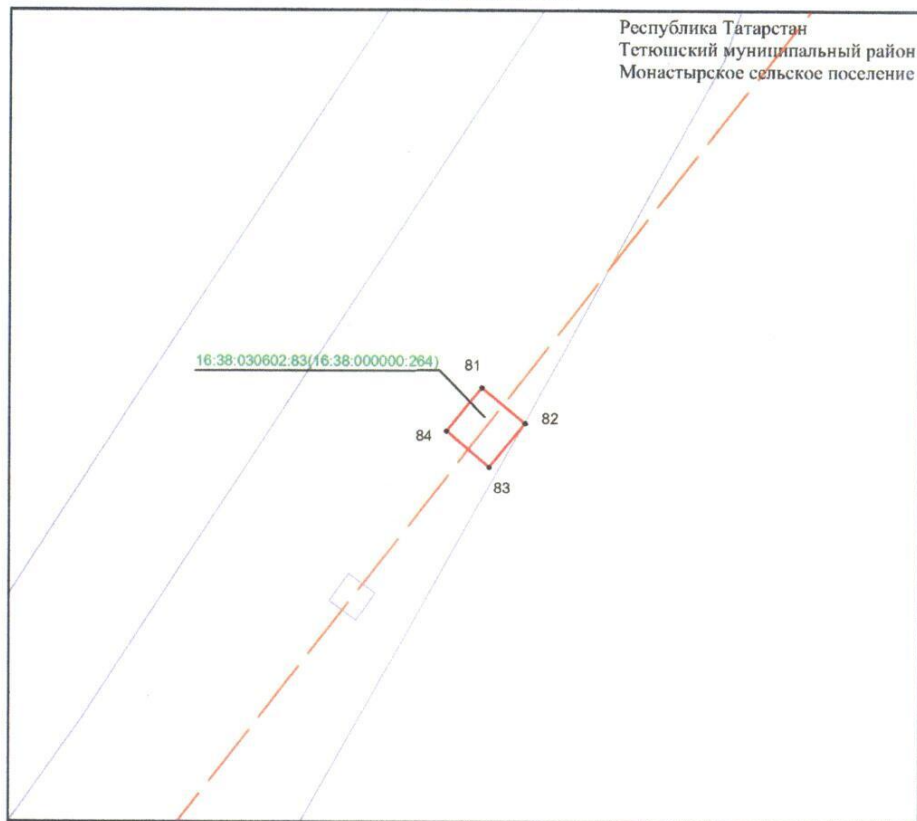 Республика Татарстан
Тетюшский муниципальный район
Монастырское сельское поселение
16:38:030602:83(16:38:000000:264)
81
82
84
83